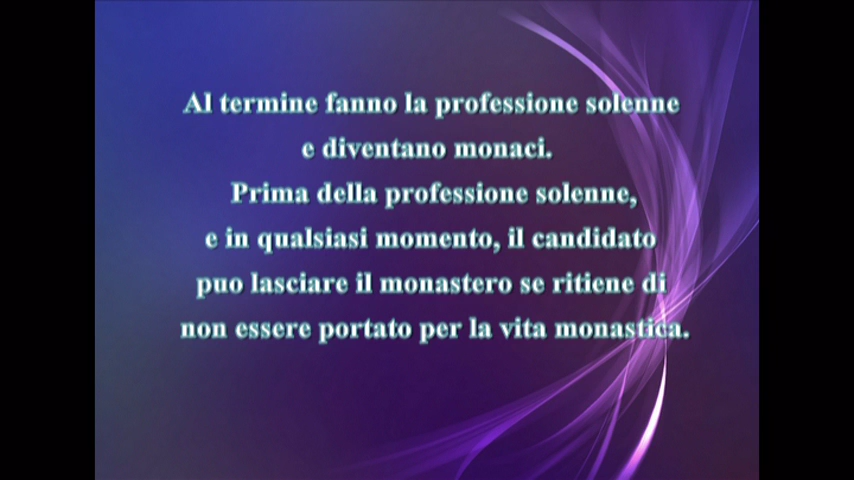 Al termine fanno la professione solenne
e diventano monaci.
Prima della professione solenne,
e in qualsiasi momento, il candidato
puo lasciare il monastero se ritiene di
non essere portato per la vita monastica.